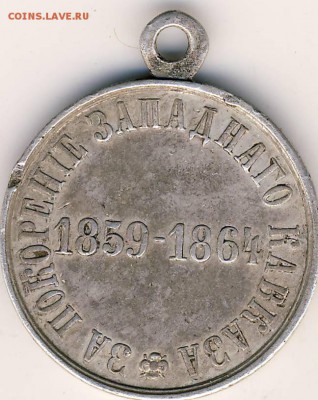 COINS.LAVE.RU
ЗА ПОКОРЕНІЕ ЗАПАДНАГО КАВКАЗА
1859-1864